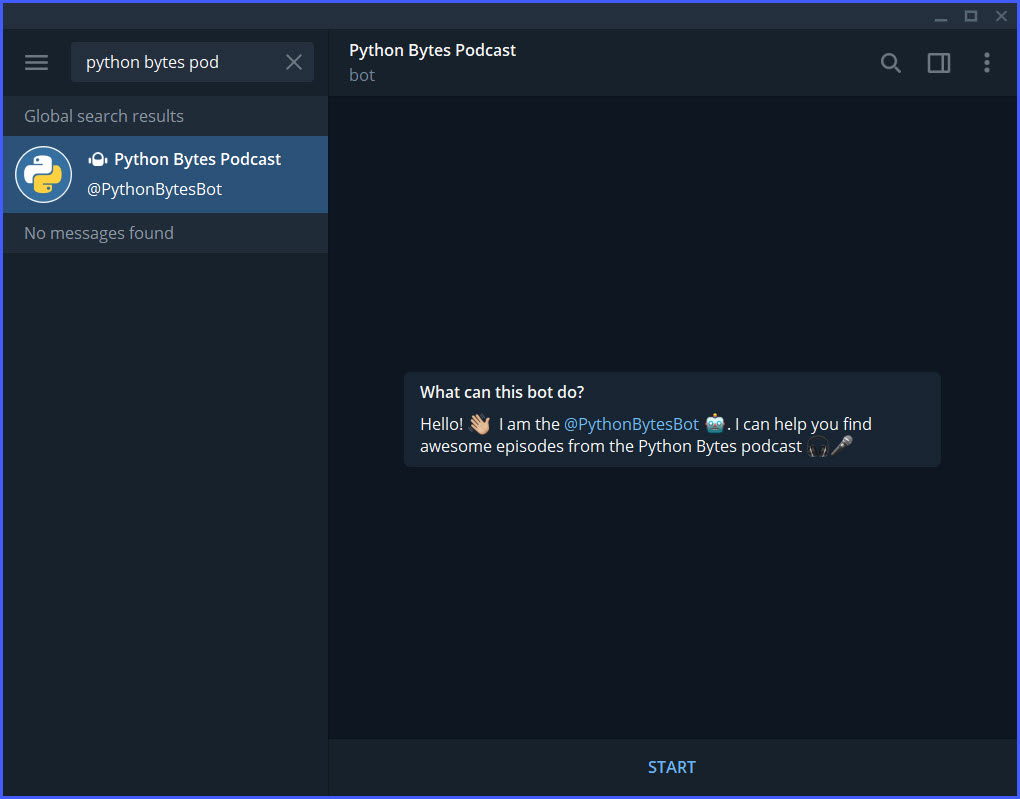 python bytes pod
Global search results
Python Bytes Podcast
@PythonBytesBot
No messages found
Python Bytes Podcast
bot
What can this bot do?
Hello! 👋🏼 I am the @PythonBytesBot 🤖. I can help you find
awesome episodes from the Python Bytes podcast 🎧🎤
START